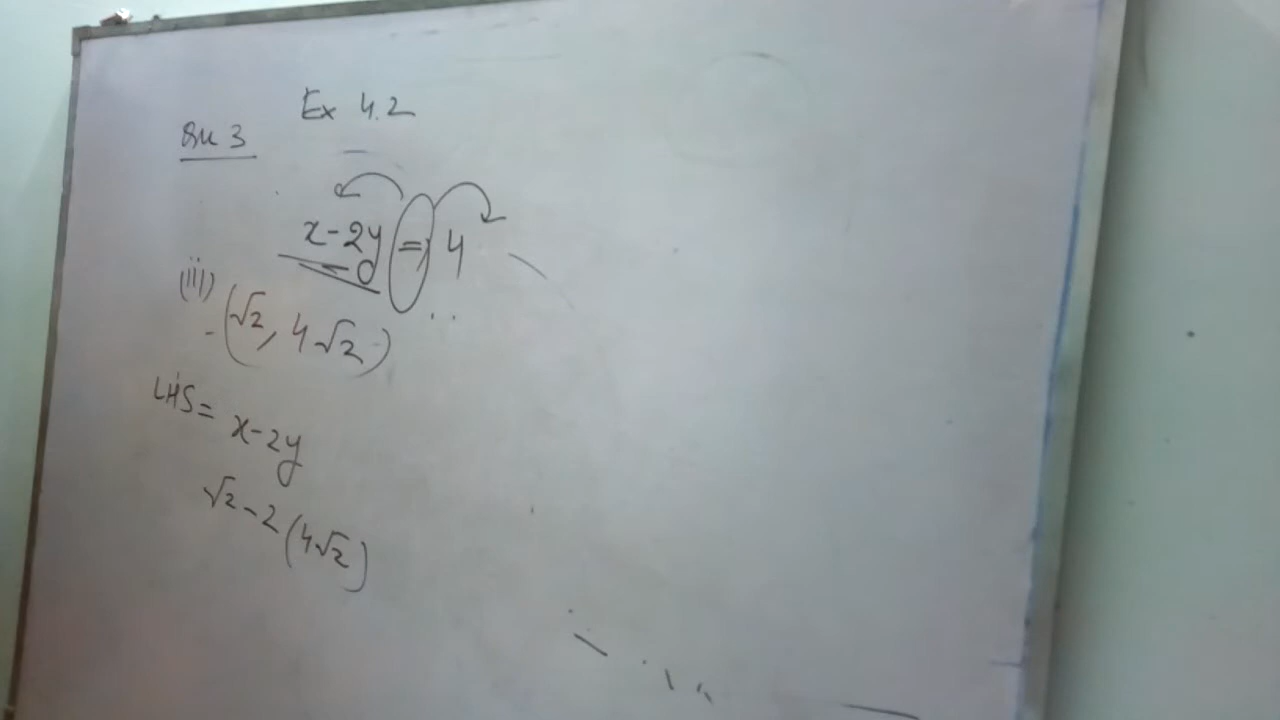 Ex 4.2
Qu 3
x-2y = 4
(iii)
(√2, 4√2)
LHS = x-2y
√2-2(4√2)